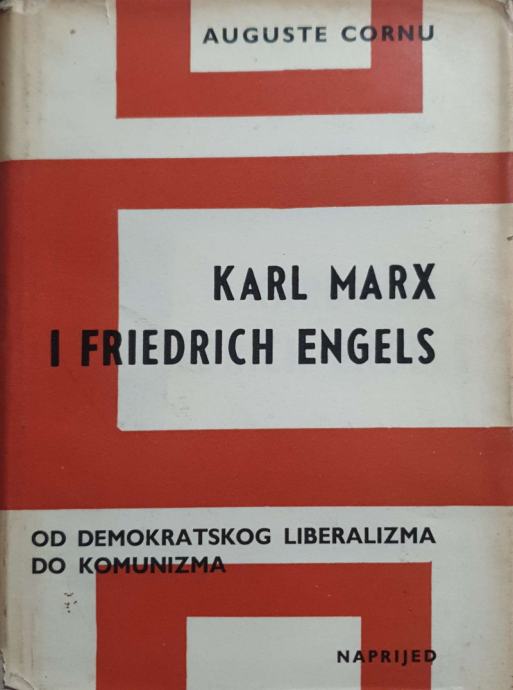 AUGUSTE CORNU
KARL MARX
I FRIEDRICH ENGELS
OD DEMOKRATSKOG LIBERALIZMA
DO KOMUNIZMA
NAPRIJED